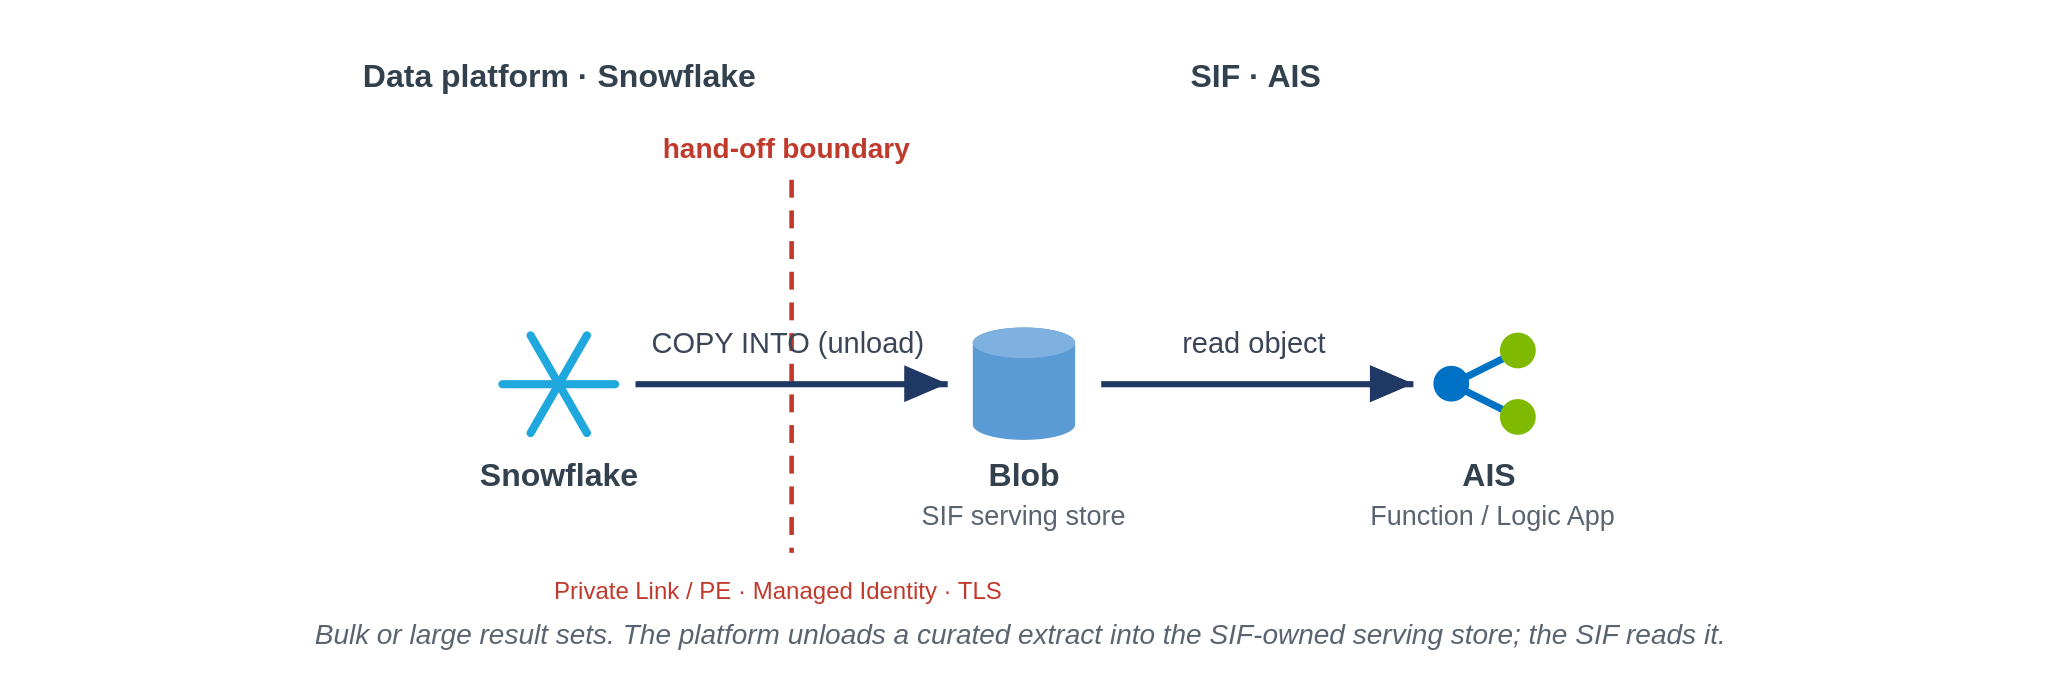 Data platform · Snowflake
SIF · AIS
hand-off boundary
COPY INTO (unload)
read object
Snowflake
Blob
AIS
SIF serving store
Function / Logic App
Private Link / PE · Managed Identity · TLS
Bulk or large result sets. The platform unloads a curated extract into the SIF-owned serving store; the SIF reads it.